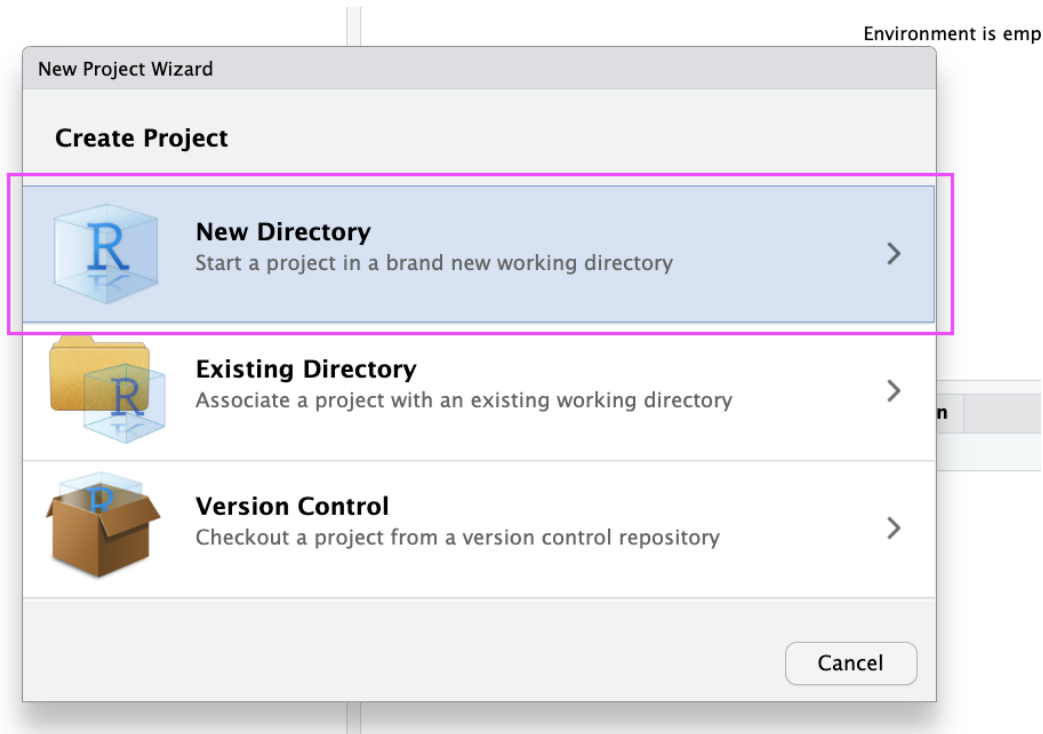 Environment is emp
New Project Wizard
Create Project
R
New Directory
Start a project in a brand new working directory
R
Existing Directory
Associate a project with an existing working directory
n
R
Version Control
Checkout a project from a version control repository
Cancel